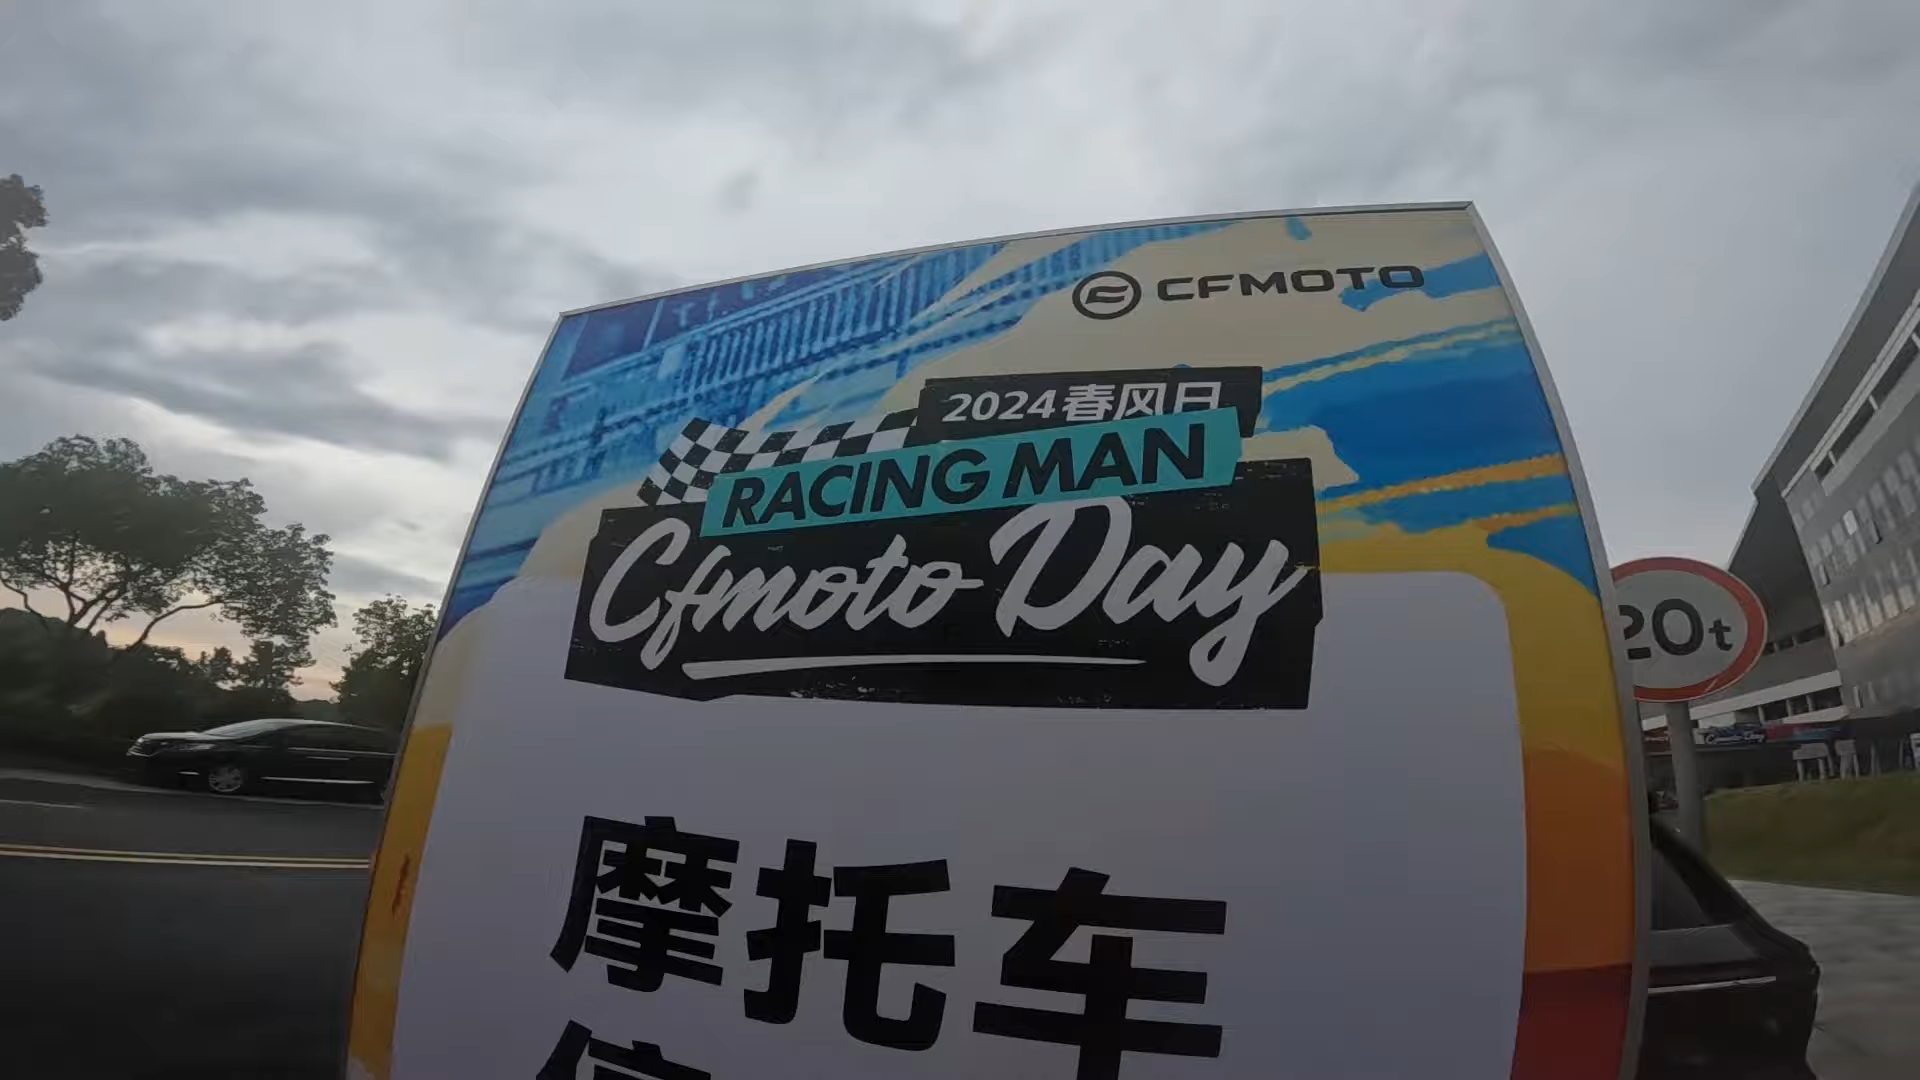 CFMOTO
2024春风日
RACING MAN
Cfmoto Day
20t
摩托车